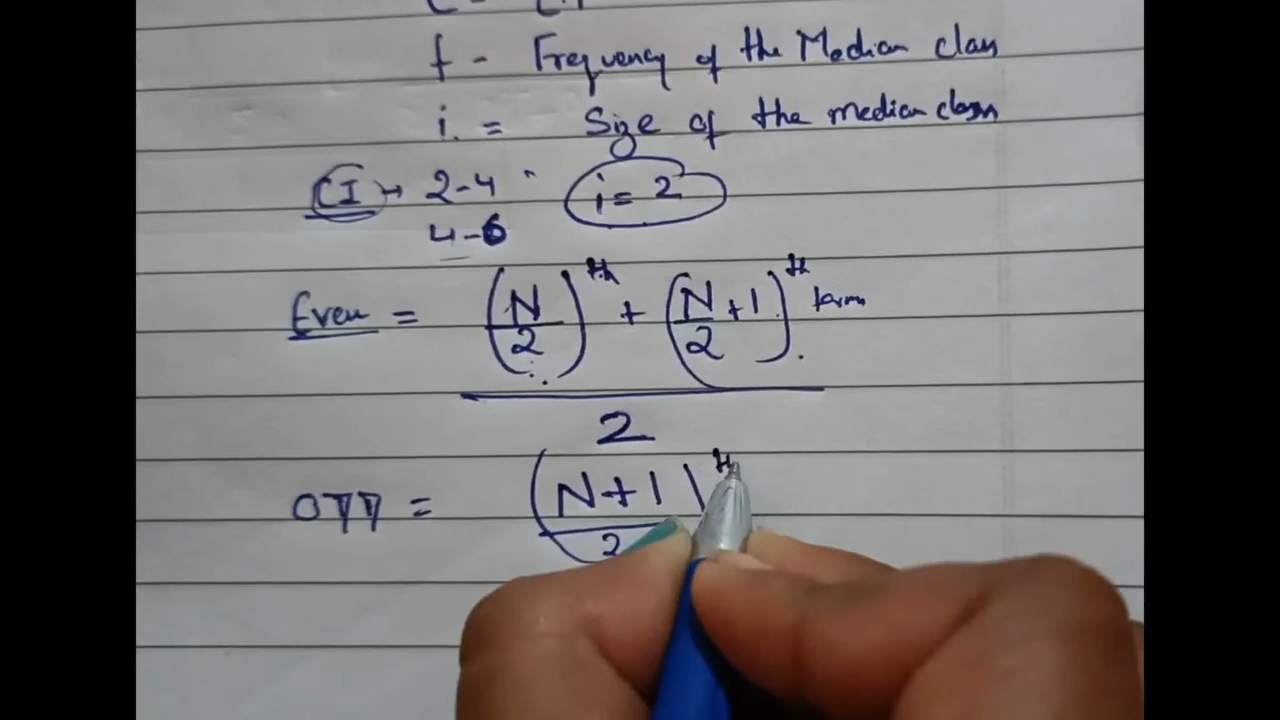 f - Frequency of the Median class
i = Size of the median class
CI → 2-4 i = 2
4-6
Even = (N/2)th + (N/2 + 1)th term
2
ODD = (N+1/2)th